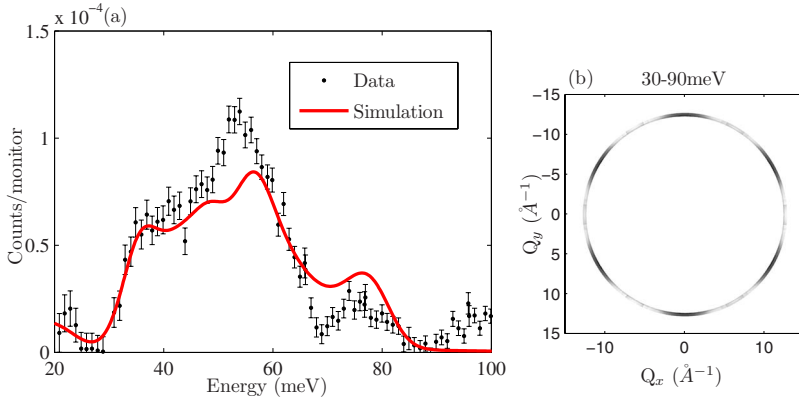 x 10⁻⁴(a)
1.5
1
0.5
0
Counts/monitor
Data
Simulation
20
40
60
80
100
Energy (meV)
(b)
30-90meV
−15
−10
−5
0
5
10
15
Q_y (Å⁻¹)
−10
0
10
Q_x (Å⁻¹)